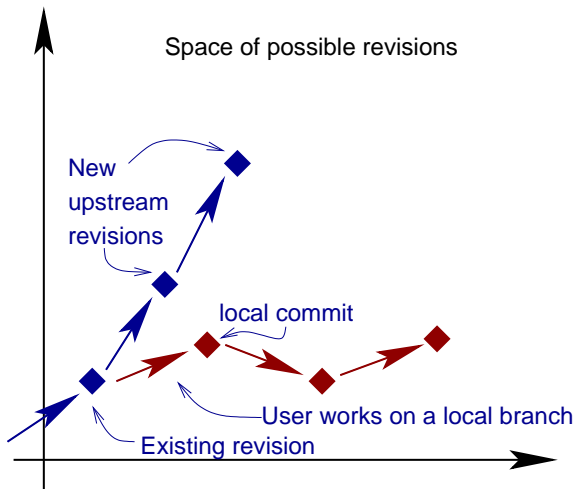 Space of possible revisions
New
upstream
revisions
local commit
User works on a local branch
Existing revision